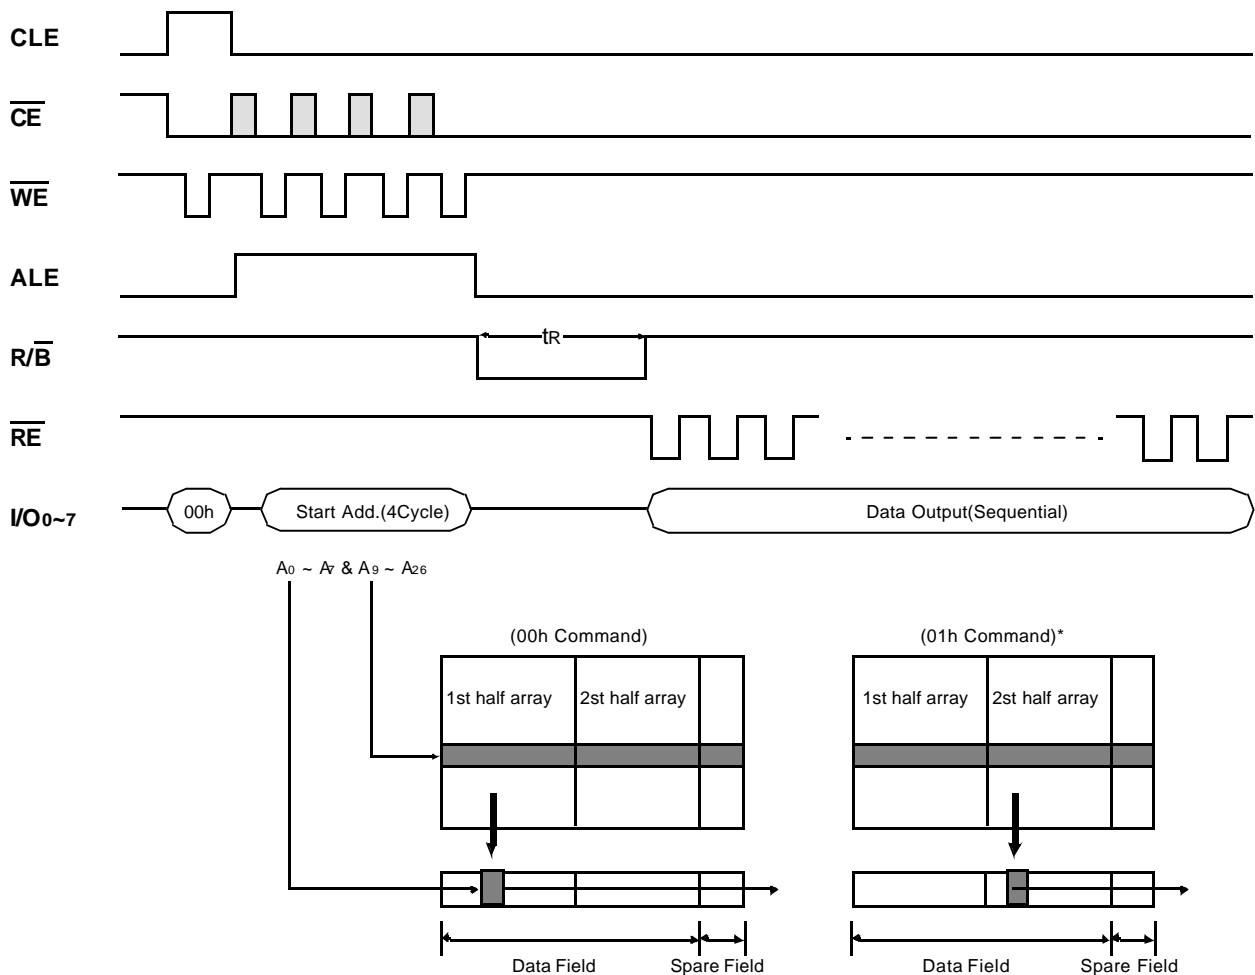 CLE
CE
WE
ALE
R/B
tR
RE
I/O0~7
00h
Start Add.(4Cycle)
Data Output(Sequential)
A0 ~ A7 & A9 ~ A26
(00h Command)
(01h Command)*
1st half array
2st half array
1st half array
2st half array
Data Field
Spare Field
Data Field
Spare Field